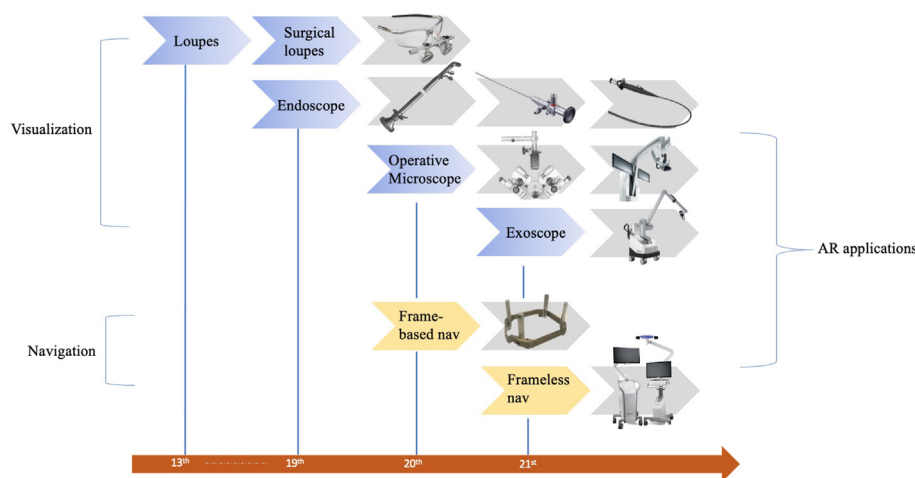 Loupes
Surgical
loupes
Endoscope
Visualization
Operative
Microscope
Exoscope
AR applications
Frame-
based nav
Navigation
Frameless
nav
13th 19th 20th 21st